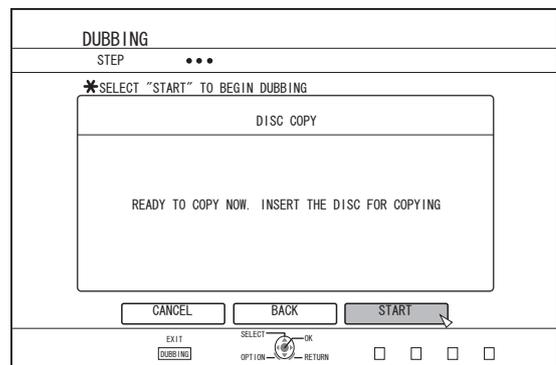 DUBBING
STEP ●●●
*SELECT "START" TO BEGIN DUBBING
DISC COPY
READY TO COPY NOW. INSERT THE DISC FOR COPYING
CANCEL BACK START
EXIT
DUBBING
SELECT OK
OPTION RETURN